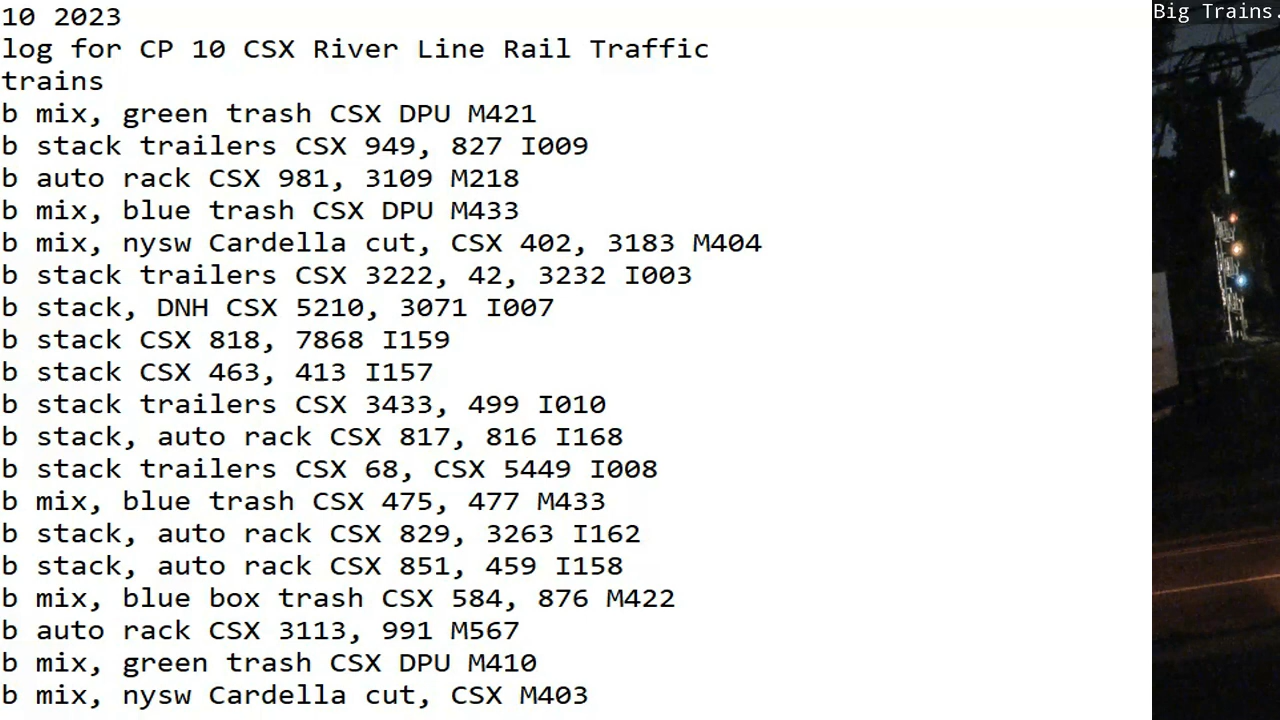 10 2023
log for CP 10 CSX River Line Rail Traffic
trains
b mix, green trash CSX DPU M421
b stack trailers CSX 949, 827 I009
b auto rack CSX 981, 3109 M218
b mix, blue trash CSX DPU M433
b mix, nysw Cardella cut, CSX 402, 3183 M404
b stack trailers CSX 3222, 42, 3232 I003
b stack, DNH CSX 5210, 3071 I007
b stack CSX 818, 7868 I159
b stack CSX 463, 413 I157
b stack trailers CSX 3433, 499 I010
b stack, auto rack CSX 817, 816 I168
b stack trailers CSX 68, CSX 5449 I008
b mix, blue trash CSX 475, 477 M433
b stack, auto rack CSX 829, 3263 I162
b stack, auto rack CSX 851, 459 I158
b mix, blue box trash CSX 584, 876 M422
b auto rack CSX 3113, 991 M567
b mix, green trash CSX DPU M410
b mix, nysw Cardella cut, CSX M403
Big Trains.